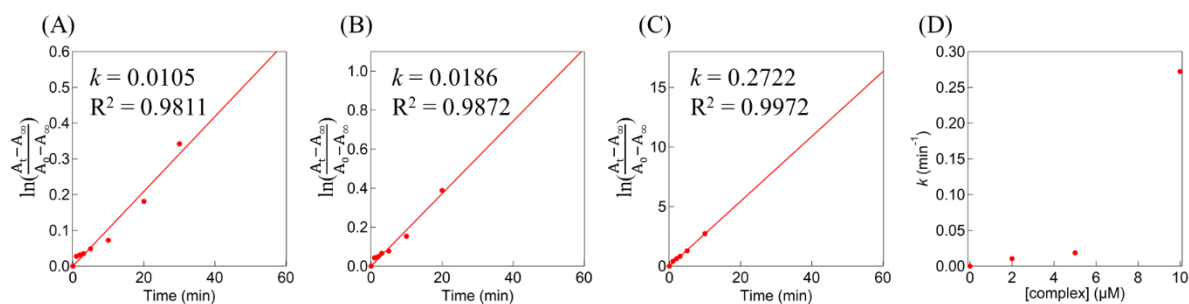 (A)
k = 0.0105
R² = 0.9811
ln(A_t−A_∞/A_0−A_∞)
0.6
0.5
0.4
0.3
0.2
0.1
0.0
0 20 40 60
Time (min)
(B)
k = 0.0186
R² = 0.9872
ln(A_t−A_∞/A_0−A_∞)
1.0
0.8
0.6
0.4
0.2
0.0
0 20 40 60
Time (min)
(C)
k = 0.2722
R² = 0.9972
ln(A_t−A_∞/A_0−A_∞)
15
10
5
0
0 20 40 60
Time (min)
(D)
k (min⁻¹)
0.30
0.25
0.20
0.15
0.10
0.05
0.00
0 2 4 6 8 10
[complex] (μM)